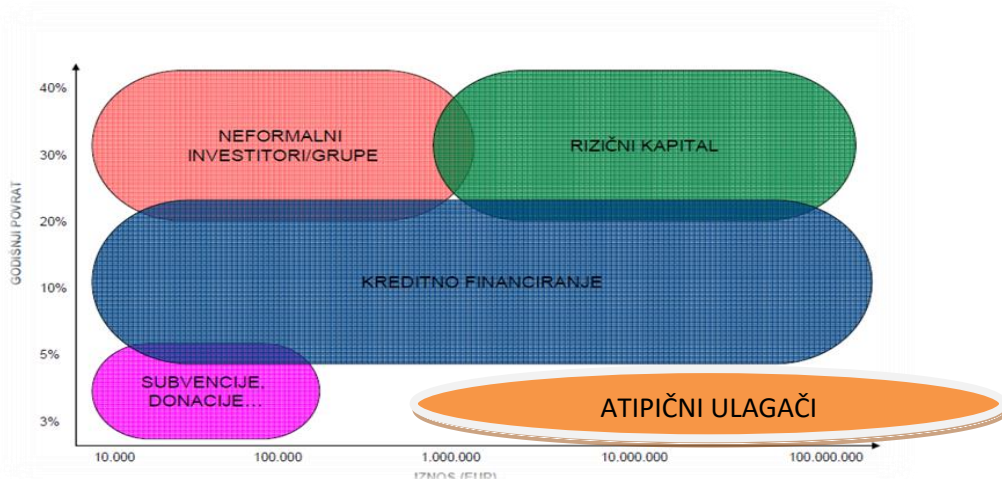 40%
NEFORMALNI
INVESTITORI/GRUPE
RIZIČNI KAPITAL
30%
GODIŠNJI POVRAT
20%
KREDITNO FINANCIRANJE
10%
5%
SUBVENCIJE,
DONACIJE...
ATIPIČNI ULAGAČI
3%
10.000
100.000
1.000.000
10.000.000
100.000.000
IZNOS (EUR)